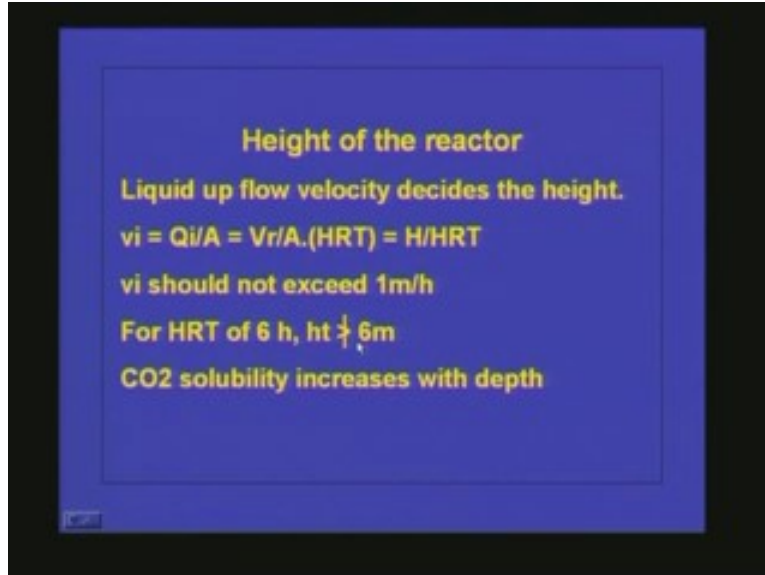 Height of the reactor
Liquid up flow velocity decides the height.
vi = Qi/A = Vr/A.(HRT) = H/HRT
vi should not exceed 1m/h
For HRT of 6 h, ht ≯ 6m
CO2 solubility increases with depth